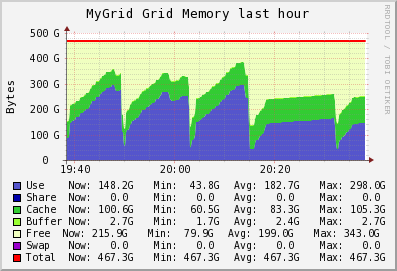 MyGrid Grid Memory last hour
RRDTOOL / TOBI OETIKER
Bytes
500 G
400 G
300 G
200 G
100 G
0
19:40 20:00 20:20
Use Now: 148.2G Min: 43.8G Avg: 182.7G Max: 298.0G
Share Now: 0.0 Min: 0.0 Avg: 0.0 Max: 0.0
Cache Now: 100.6G Min: 60.5G Avg: 83.3G Max: 105.3G
Buffer Now: 2.7G Min: 1.7G Avg: 2.4G Max: 2.7G
Free Now: 215.9G Min: 79.9G Avg: 199.0G Max: 343.0G
Swap Now: 0.0 Min: 0.0 Avg: 0.0 Max: 0.0
Total Now: 467.3G Min: 467.3G Avg: 467.3G Max: 467.3G